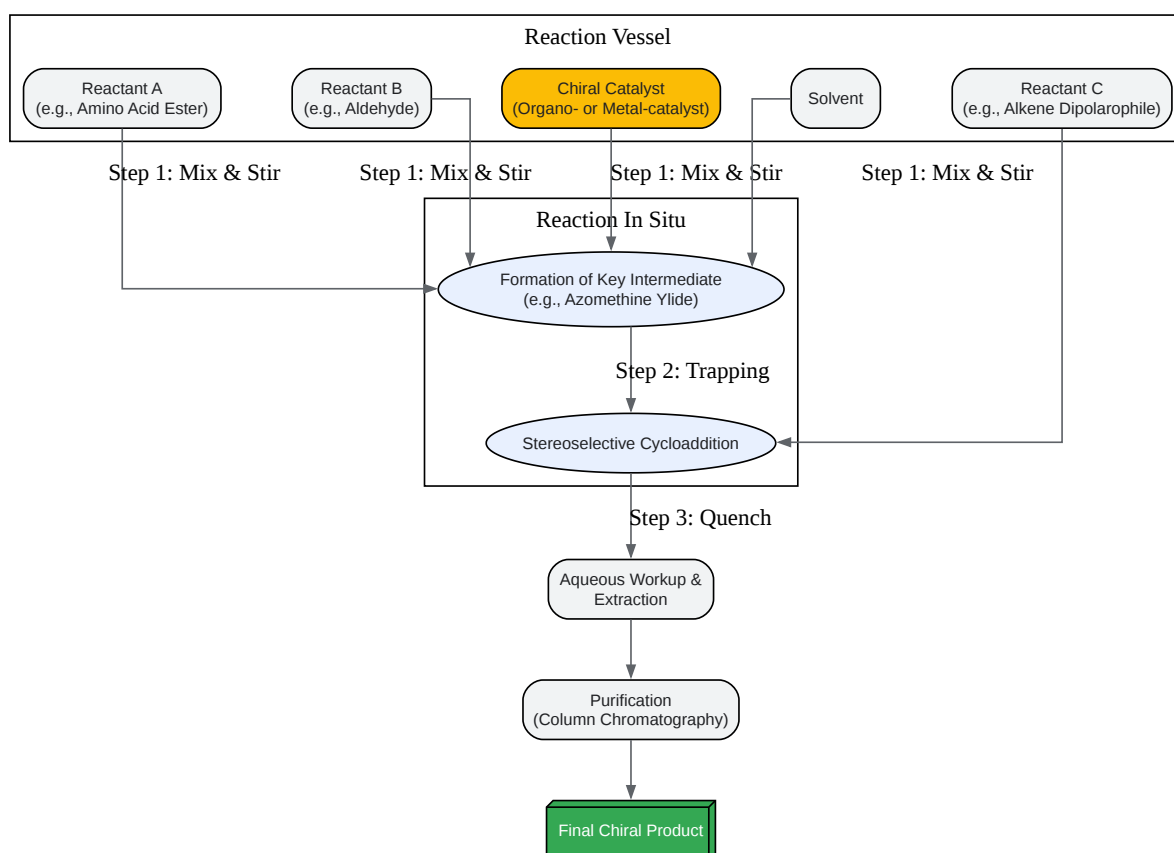 Reaction Vessel
Reactant A
(e.g., Amino Acid Ester)
Reactant B
(e.g., Aldehyde)
Chiral Catalyst
(Organo- or Metal-catalyst)
Solvent
Reactant C
(e.g., Alkene Dipolarophile)
Step 1: Mix & Stir
Step 1: Mix & Stir
Step 1: Mix & Stir
Step 1: Mix & Stir
Reaction In Situ
Formation of Key Intermediate
(e.g., Azomethine Ylide)
Step 2: Trapping
Stereoselective Cycloaddition
Step 3: Quench
Aqueous Workup &
Extraction
Purification
(Column Chromatography)
Final Chiral Product